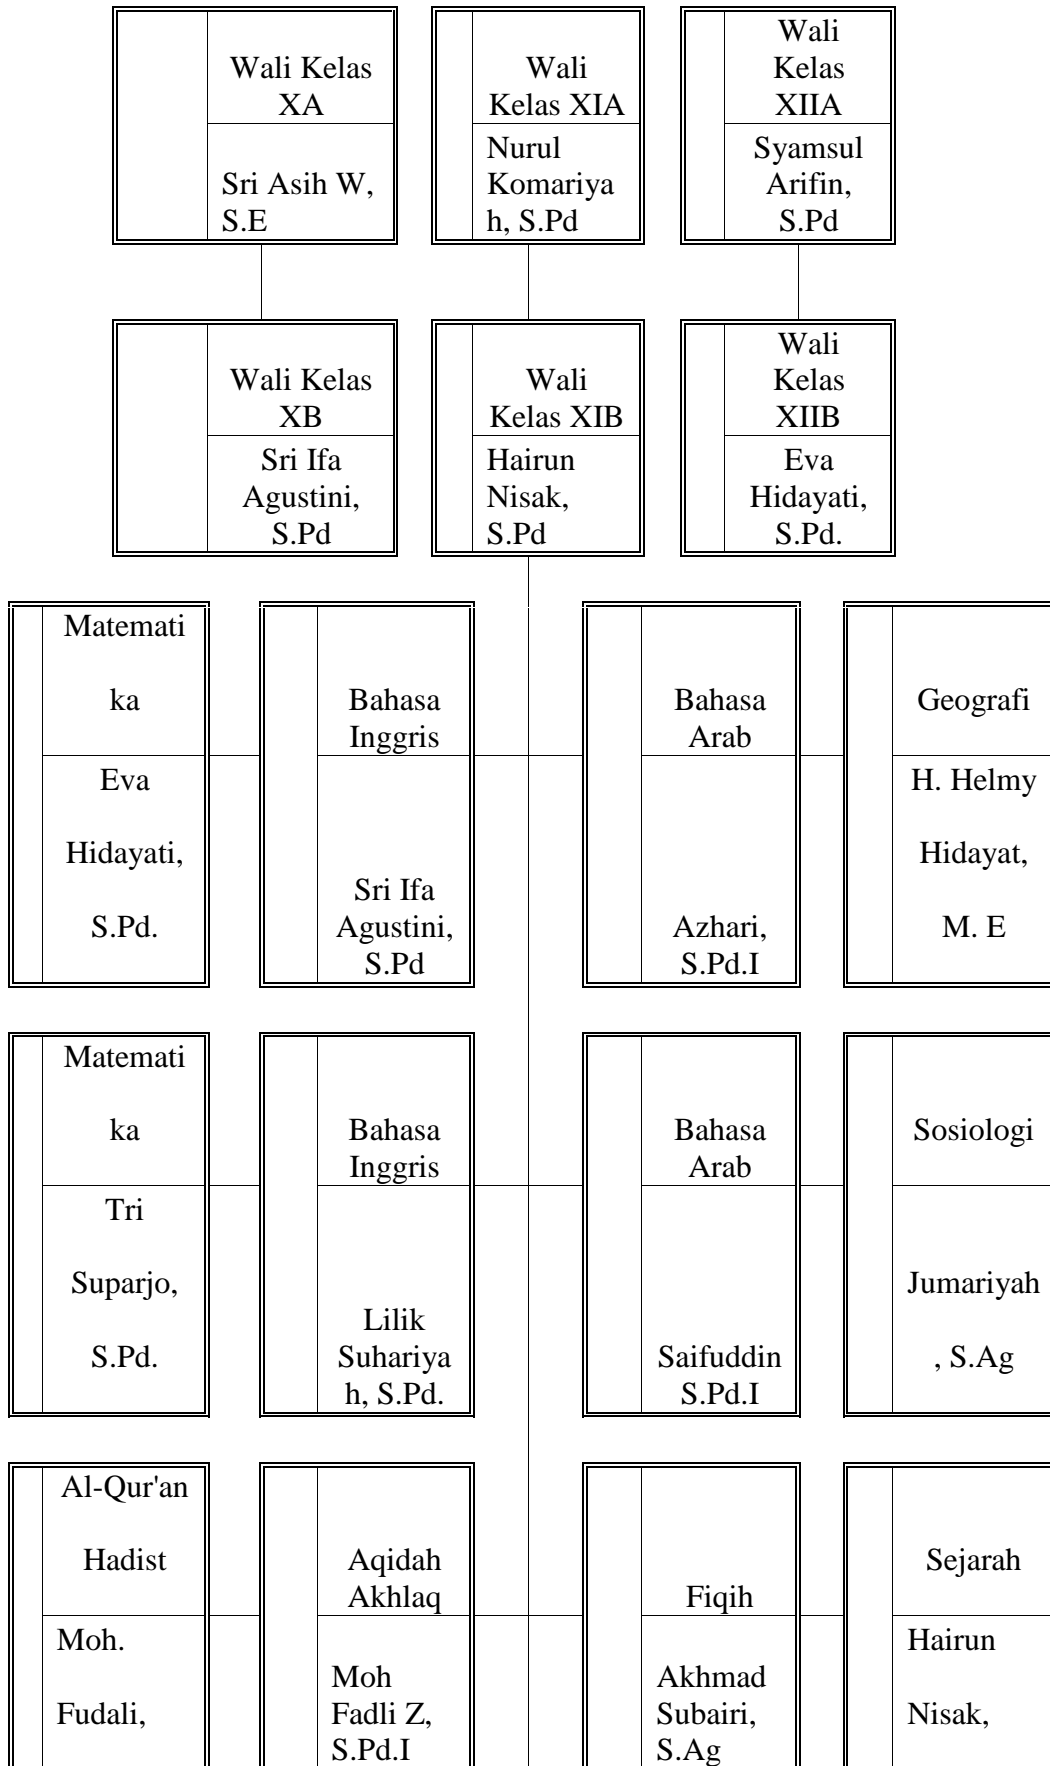 Wali Kelas
XA
Sri Asih W,
S.E
Wali
Kelas XIA
Nurul
Komariya
h, S.Pd
Wali
Kelas
XIIA
Syamsul
Arifin,
S.Pd
Wali Kelas
XB
Sri Ifa
Agustini,
S.Pd
Wali
Kelas XIB
Hairun
Nisak,
S.Pd
Wali
Kelas
XIIB
Eva
Hidayati,
S.Pd.
Matemati
ka
Eva
Hidayati,
S.Pd.
Bahasa
Inggris
Sri Ifa
Agustini,
S.Pd
Bahasa
Arab
Azhari,
S.Pd.I
Geografi
H. Helmy
Hidayat,
M. E
Matemati
ka
Tri
Suparjo,
S.Pd.
Bahasa
Inggris
Lilik
Suhariya
h, S.Pd.
Bahasa
Arab
Saifuddin
S.Pd.I
Sosiologi
Jumariyah
, S.Ag
Al-Qur'an
Hadist
Moh.
Fudali,
Aqidah
Akhlaq
Moh
Fadli Z,
S.Pd.I
Fiqih
Akhmad
Subairi,
S.Ag
Sejarah
Hairun
Nisak,